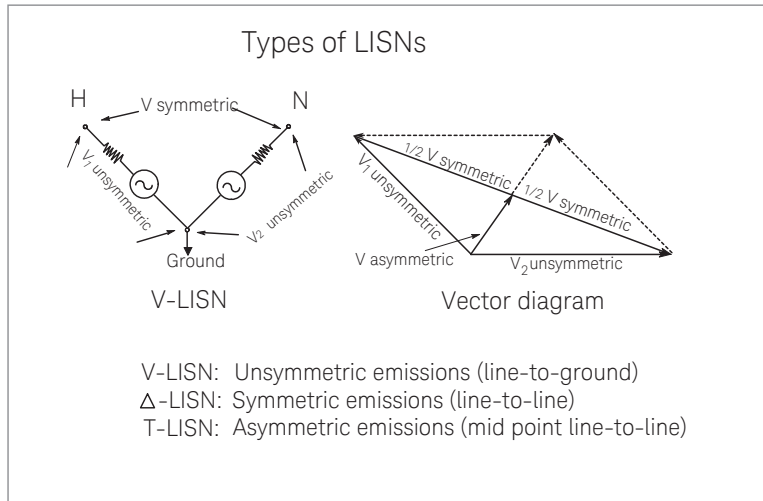 Types of LISNs
H
V symmetric
N
V1 unsymmetric
V2 unsymmetric
Ground
V-LISN
1/2 V symmetric
1/2 V symmetric
V1 unsymmetric
V asymmetric
V2 unsymmetric
Vector diagram
V-LISN: Unsymmetric emissions (line-to-ground)
Δ-LISN: Symmetric emissions (line-to-line)
T-LISN: Asymmetric emissions (mid point line-to-line)